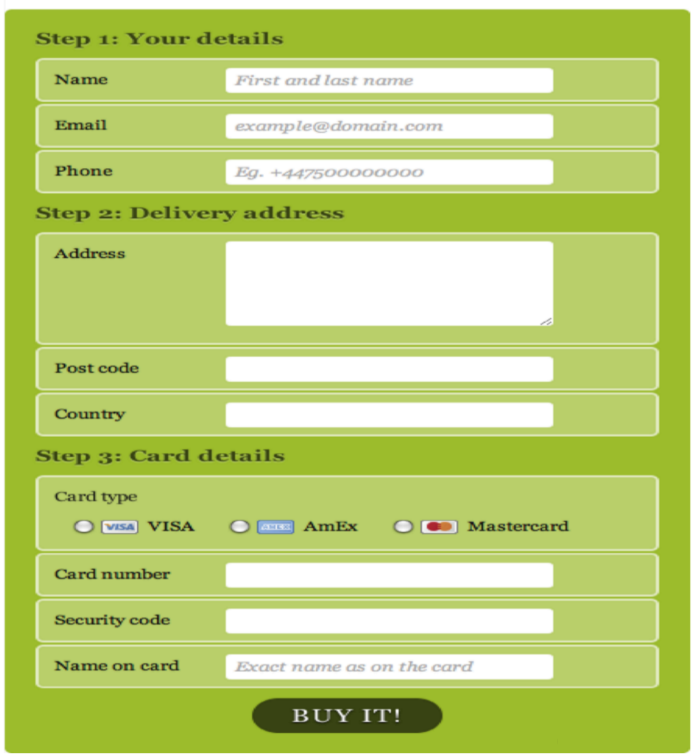 Step 1: Your details
Name First and last name
Email example@domain.com
Phone Eg. +447500000000
Step 2: Delivery address
Address
Post code
Country
Step 3: Card details
Card type
VISA VISA AMEX AmEx Mastercard
Card number
Security code
Name on card Exact name as on the card
BUY IT!